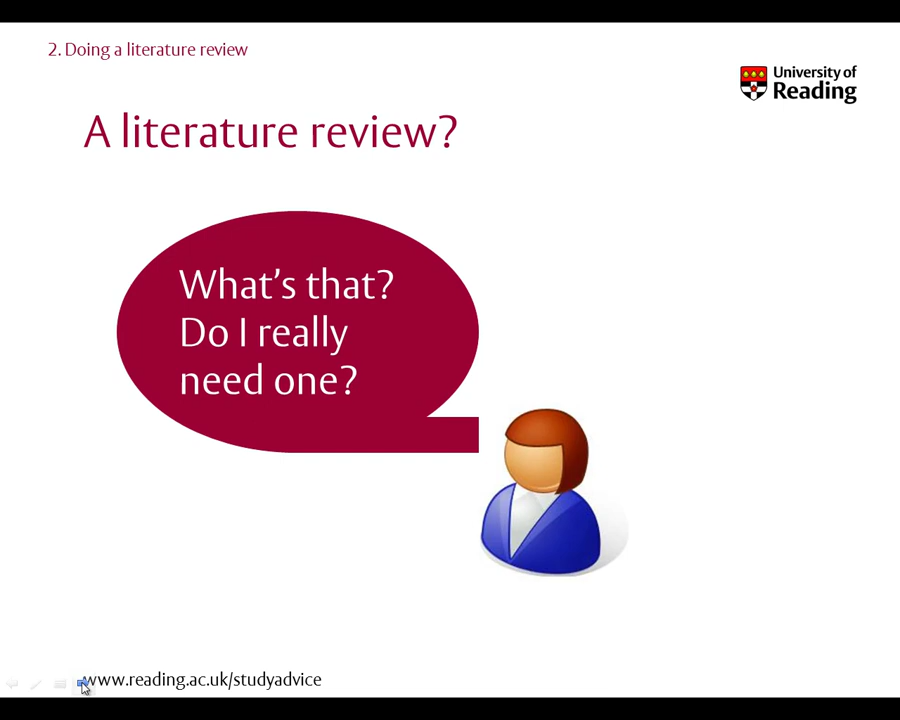 2. Doing a literature review
University of
Reading
A literature review?
What's that?
Do I really
need one?
www.reading.ac.uk/studyadvice